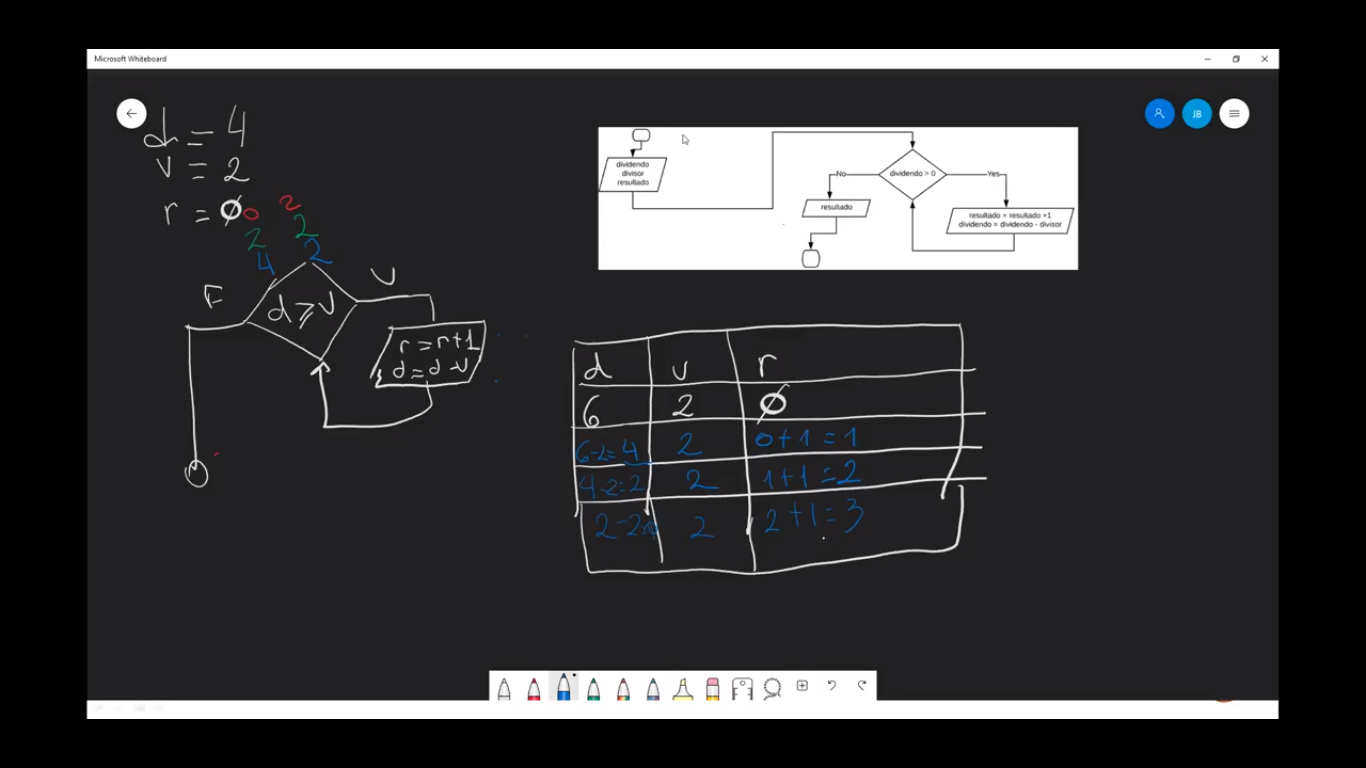 Microsoft Whiteboard
d = 4
v = 2
r = Ø 0 2
2 2
4 2
F
d ≥ v
V
r = r+1
d = d-v
JB
dividendo
divisor
resultado
No
dividendo > 0
Yes
resultado
resultado = resultado +1
dividendo = dividendo - divisor
d v r
6 2 Ø
6-2=4 2 0+1=1
4-2=2 2 1+1=2
2-2= 2 2+1=3